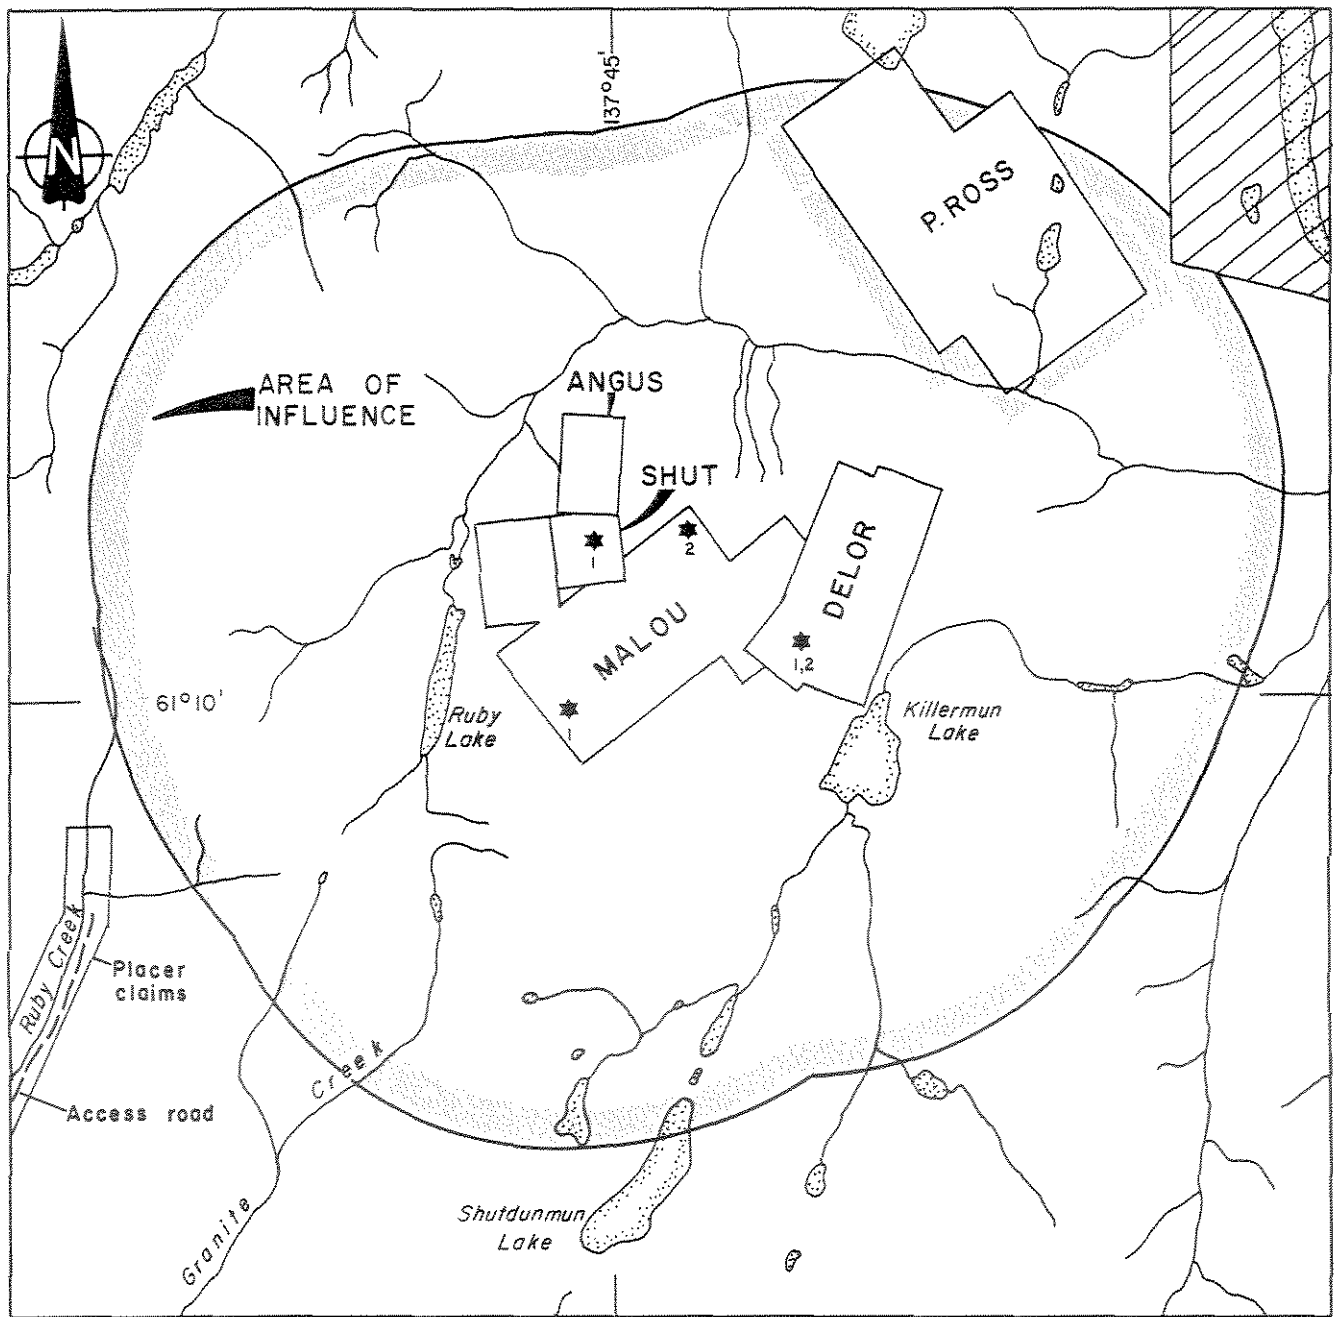 137°45'
N
P. ROSS
AREA OF
INFLUENCE
ANGUS
SHUT
1
2
DELOR
MALOU
1,2
1
61°10'
Ruby
Lake
Killermun
Lake
Ruby Creek
Placer
claims
Access road
Granite Creek
Shutdunmun
Lake